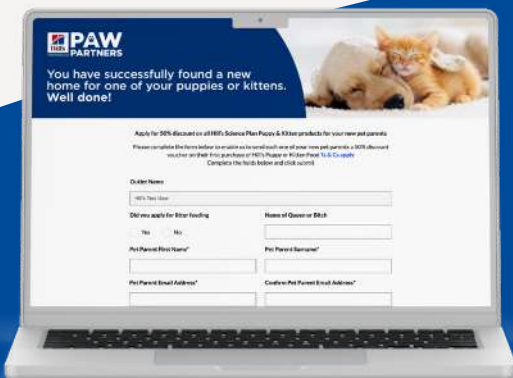 Hill's
PAW
PARTNERS
You have successfully found a new
home for one of your puppies or kittens.
Well done!
Apply for 50% discount on all Hill's Science Plan Puppy & Kitten products for your new pet parents
Please complete the form below to enable us to send each one of your new pet parents a 50% discount
voucher on their first purchase of Hill's Puppy or Kitten Food Ts & Cs apply
Complete the fields below and click submit
Outlet Name
Hill's Test User
Did you apply for litter feeding
Name of Queen or Bitch
Yes No
Pet Parent First Name*
Pet Parent Surname*
Pet Parent Email Address*
Confirm Pet Parent Email Address*